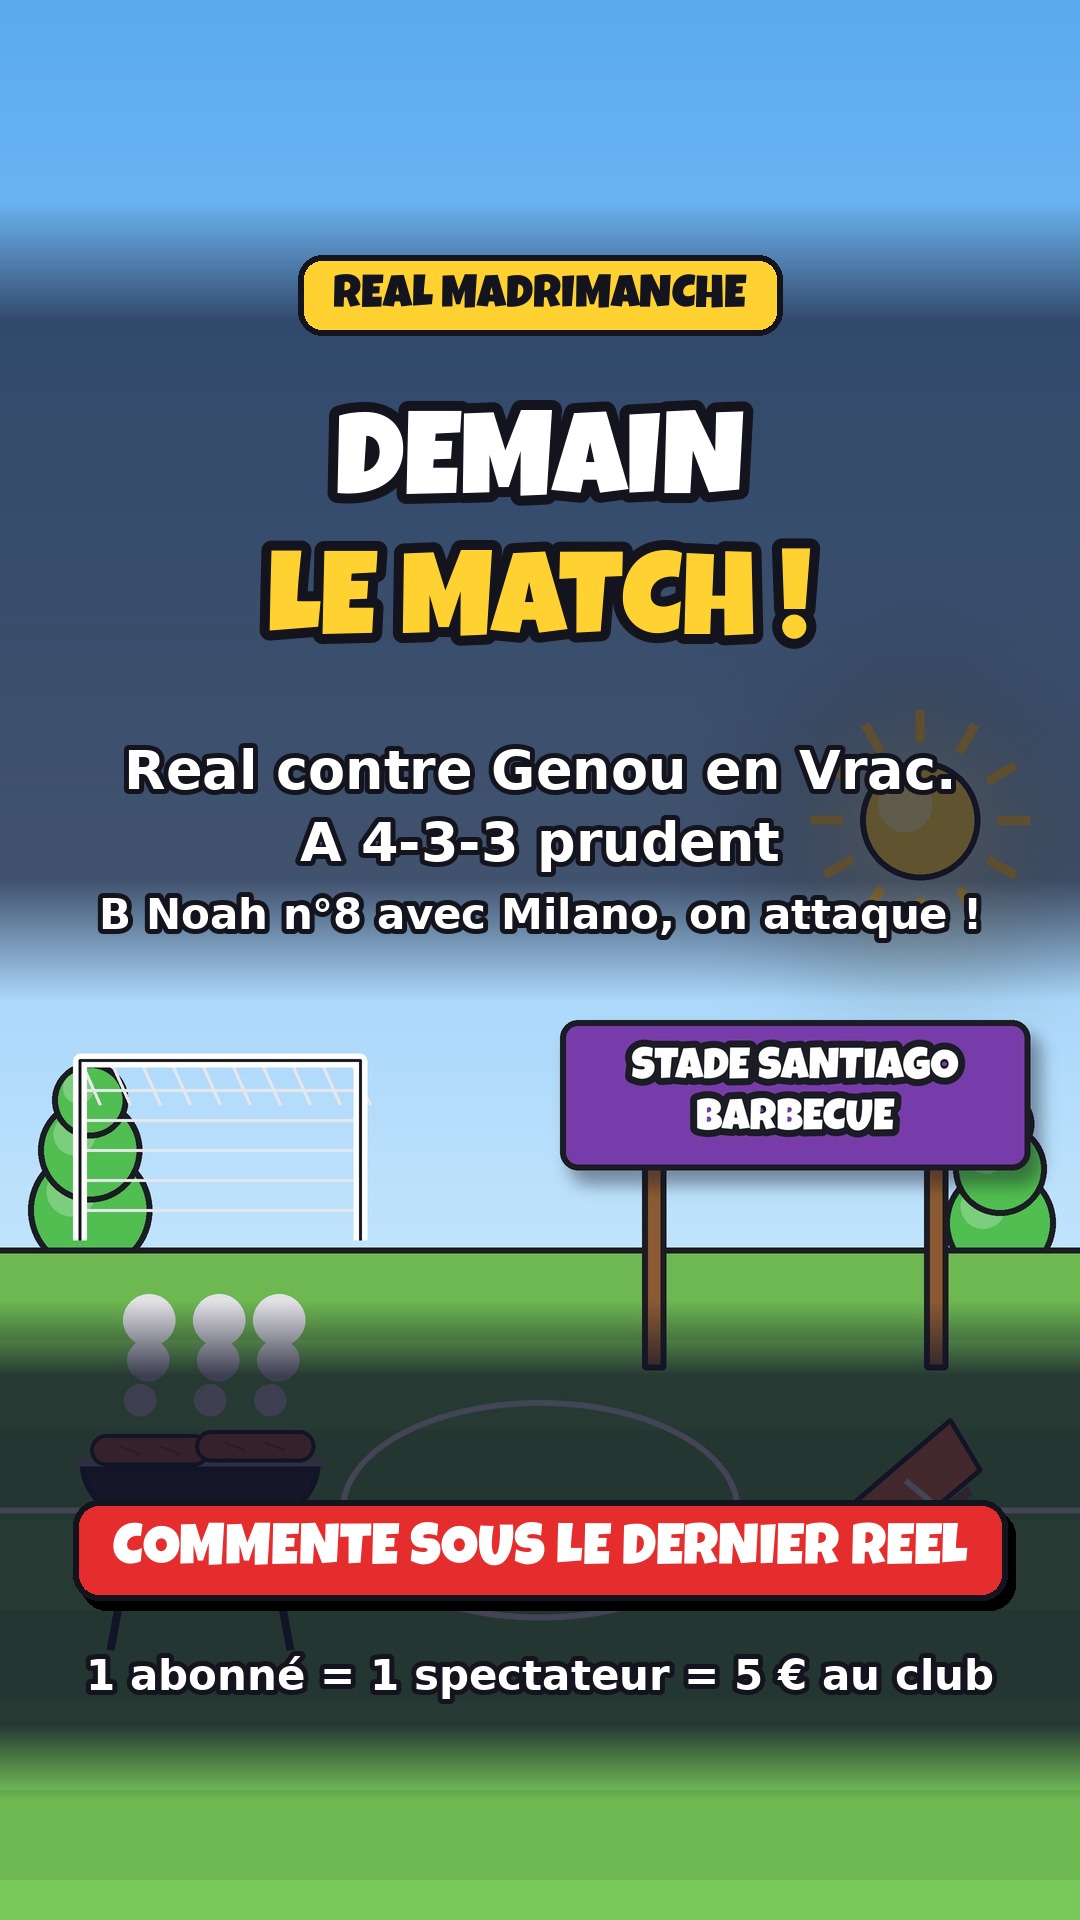 REAL MADRIMANCHE
DEMAIN
LE MATCH !
Real contre Genou en Vrac.
A 4-3-3 prudent
B Noah n°8 avec Milano, on attaque !
STADE SANTIAGO
BARBECUE
COMMENTE SOUS LE DERNIER REEL
1 abonné = 1 spectateur = 5 € au club